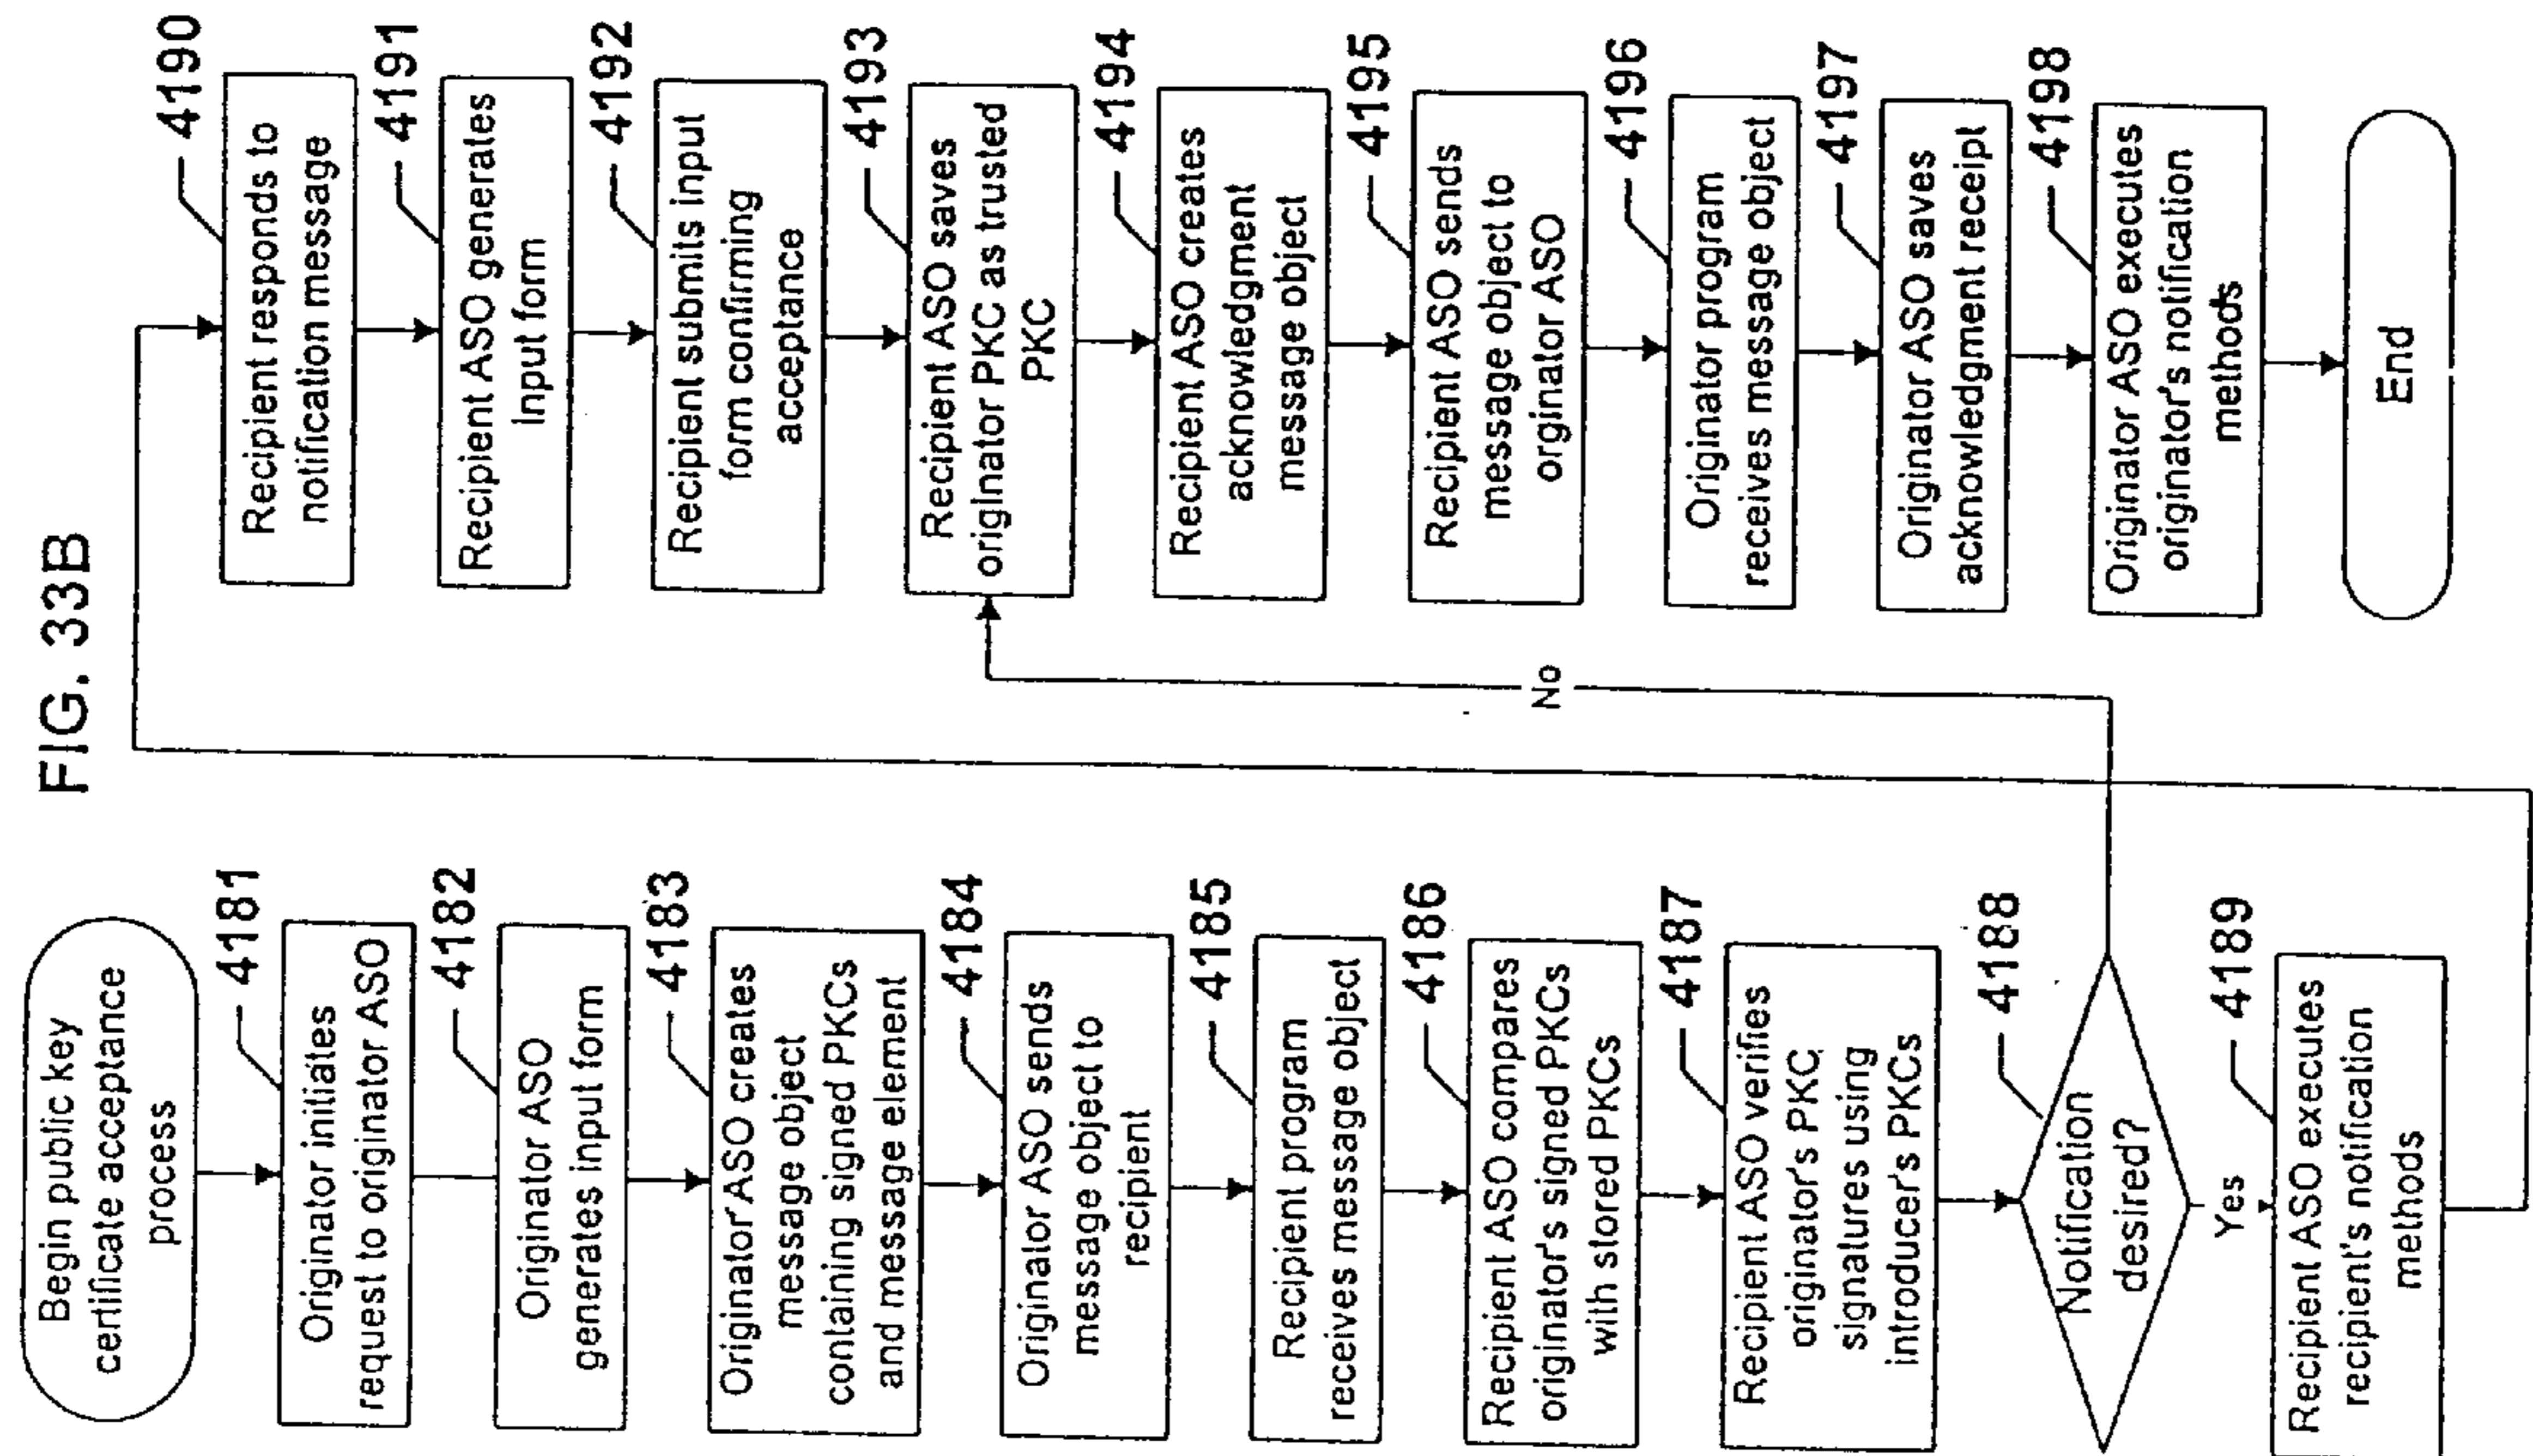 FIG. 33B
Begin public key
certificate acceptance
process
4181
Originator initiates
request to originator ASO
4182
Originator ASO
generates input form
4183
Originator ASO creates
message object
containing signed PKCs
and message element
4184
Originator ASO sends
message object to
recipient
4185
Recipient program
receives message object
4186
Recipient ASO compares
originator's signed PKCs
with stored PKCs
4187
Recipient ASO verifies
originator's PKC
signatures using
introducer's PKCs
4188
Notification
desired?
No
Yes
4189
Recipient ASO executes
recipient's notification
methods
4190
Recipient responds to
notification message
4191
Recipient ASO generates
Input form
4192
Recipient submits input
form confirming
acceptance
4193
Recipient ASO saves
originator PKC as trusted
PKC
4194
Recipient ASO creates
acknowledgment
message object
4195
Recipient ASO sends
message object to
orginator ASO
4196
Originator program
receives message object
4197
Originator ASO saves
acknowledgment receipt
4198
Originator ASO executes
originator's notification
methods
End